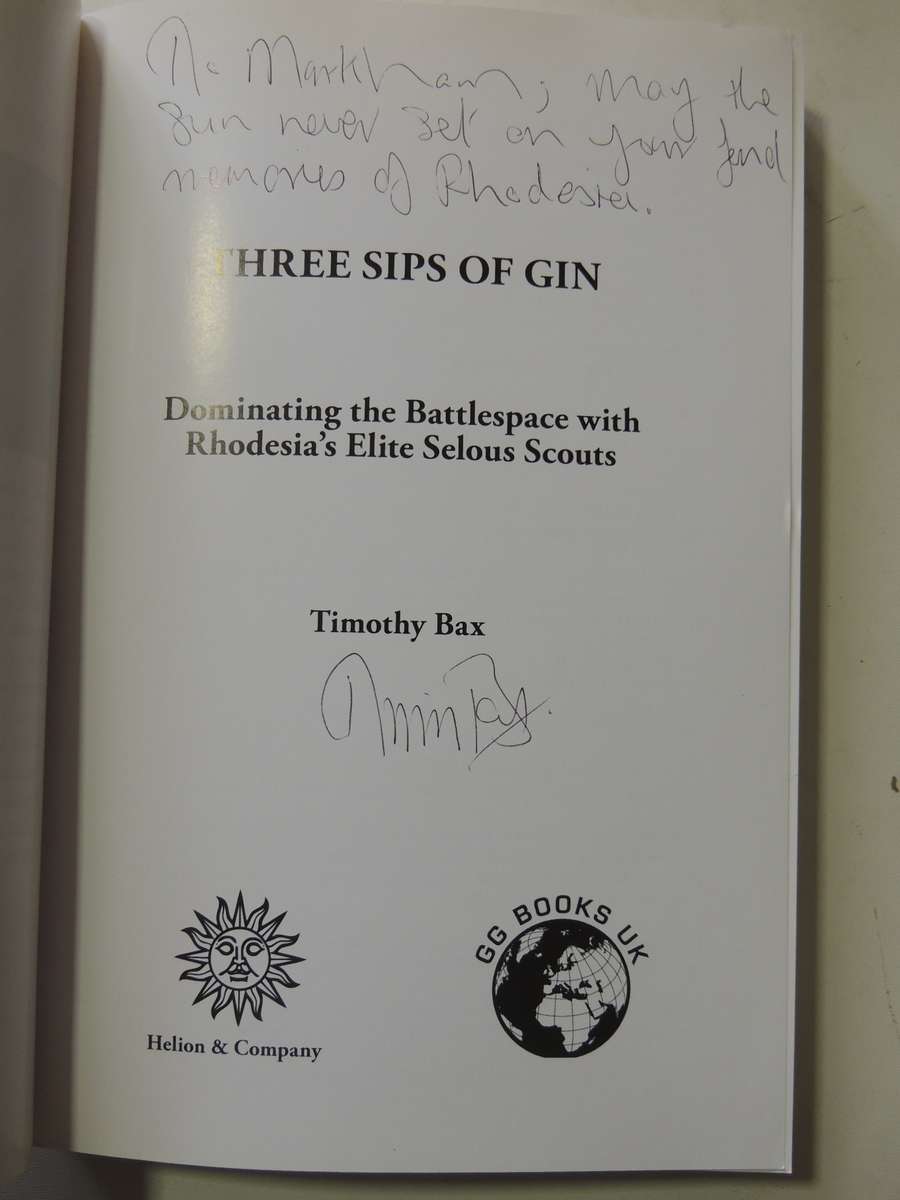 To Markham; may the
sun never set on your fond
memories of Rhodesia.
THREE SIPS OF GIN
Dominating the Battlespace with
Rhodesia's Elite Selous Scouts
Timothy Bax
GG BOOKS UK
Helion & Company